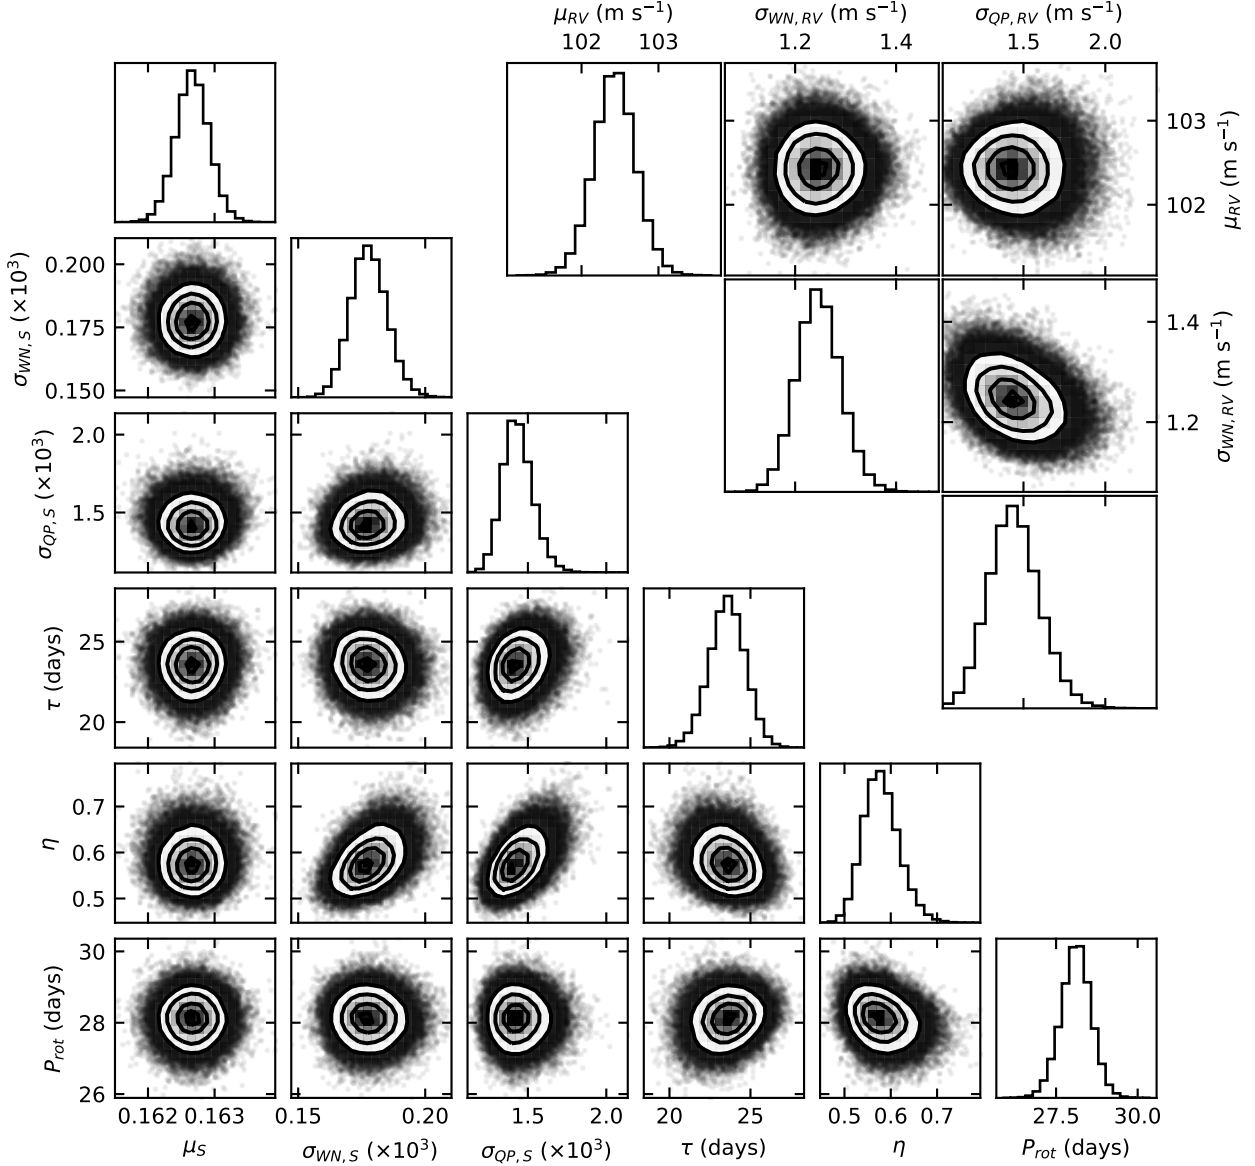 μ_RV (m s⁻¹) σ_WN,RV (m s⁻¹) σ_QP,RV (m s⁻¹)
102 103 1.2 1.4 1.5 2.0
103
102
μ_RV (m s⁻¹)
0.200
0.175
0.150
σ_WN,S (×10³)
1.4
1.2
σ_WN,RV (m s⁻¹)
2.0
1.5
σ_QP,S (×10³)
25
20
τ (days)
0.7
0.6
0.5
η
30
28
26
P_rot (days)
0.162 0.163 0.15 0.20 1.5 2.0 20 25 0.5 0.6 0.7 27.5 30.0
μ_S σ_WN,S (×10³) σ_QP,S (×10³) τ (days) η P_rot (days)